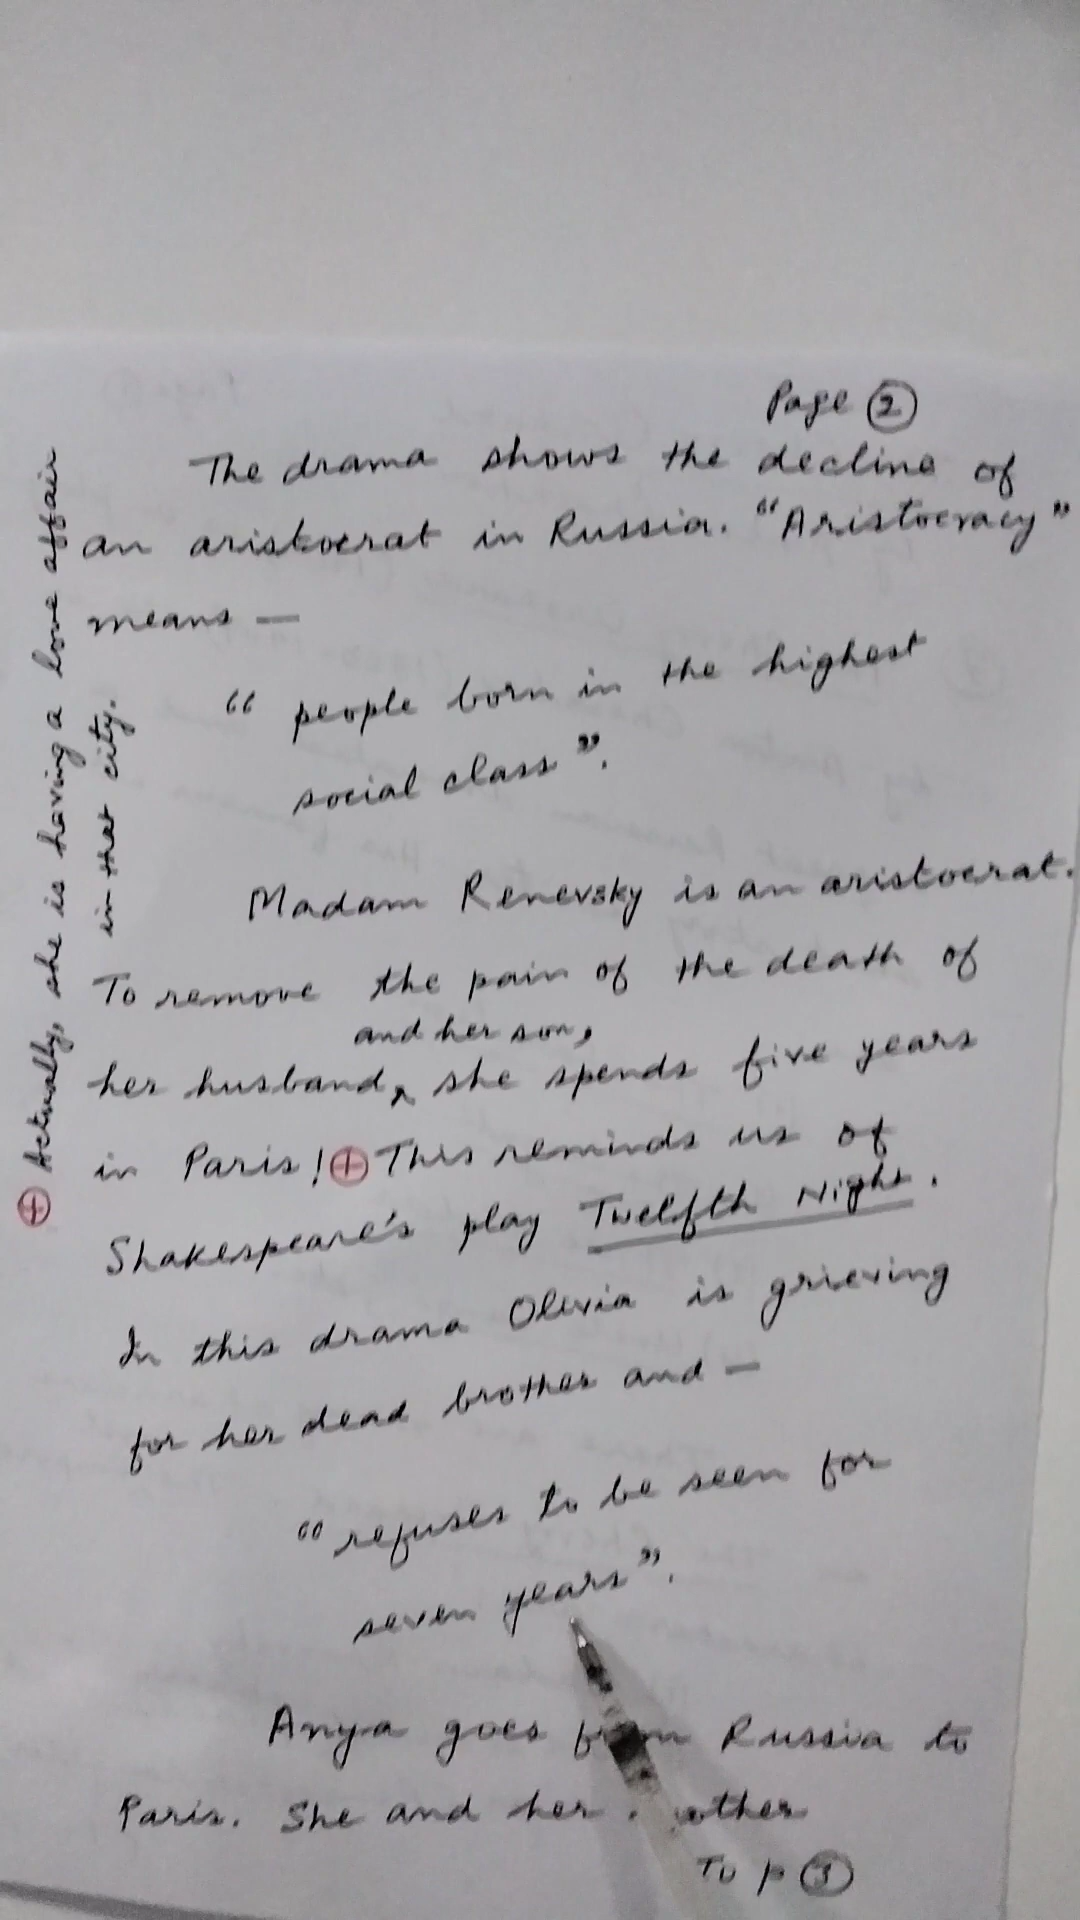 Page ②
The drama shows the decline of
an aristocrat in Russia. "Aristocracy"
means —
"people born in the highest
social class".
Madam Renevsky is an aristocrat.
To remove the pain of the death of
and her son,
her husband‸ she spends five years
in Paris! ⊕ This reminds us of
Shakespeare's play Twelfth Night.
In this drama Olivia is grieving
for her dead brother and —
"refuses to be seen for
seven years".
Anya goes from Russia to
Paris. She and her
To p ③
⊕ Actually, she is having a love affair
in that city.